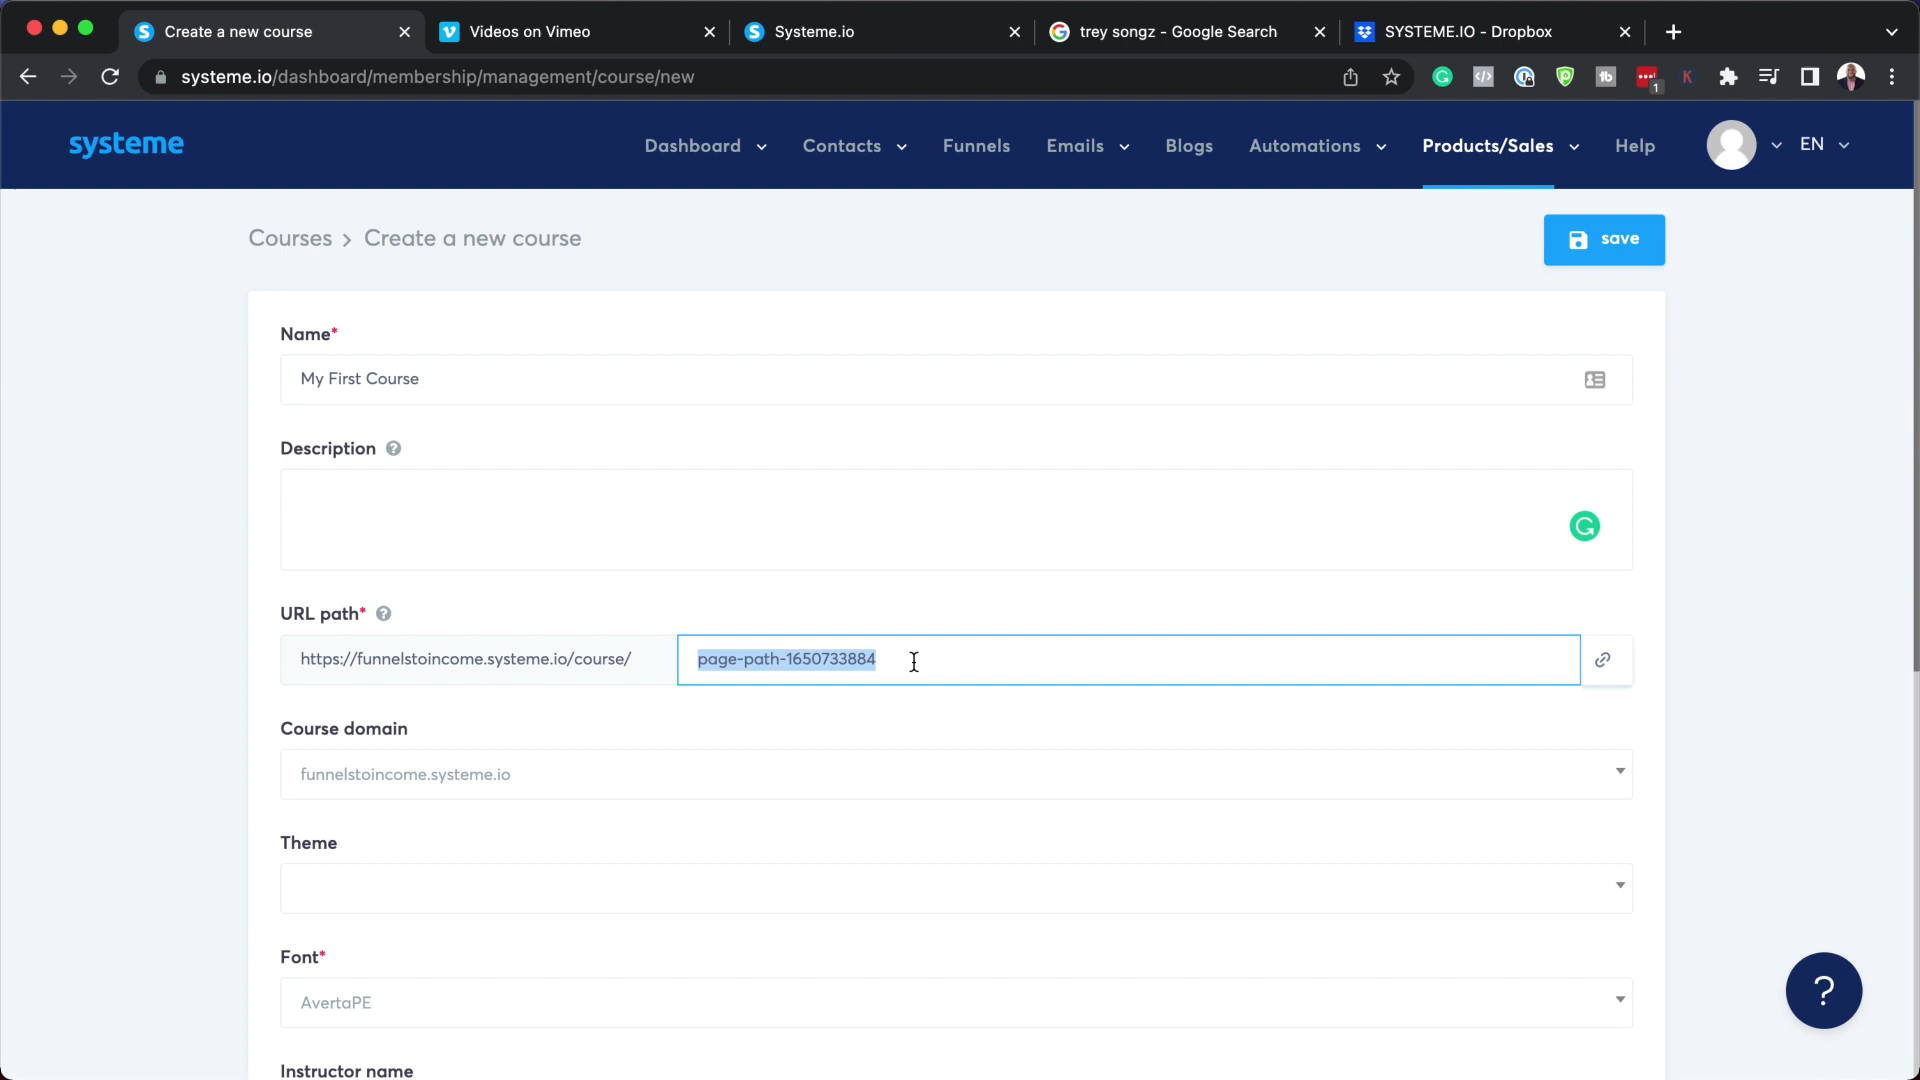 Create a new course
Videos on Vimeo
Systeme.io
trey songz - Google Search
SYSTEME.IO - Dropbox
systeme.io/dashboard/membership/management/course/new
1
systeme
Dashboard
Contacts
Funnels
Emails
Blogs
Automations
Products/Sales
Help
EN
Courses > Create a new course
save
Name*
My First Course
Description ?
URL path* ?
https://funnelstoincome.systeme.io/course/
page-path-1650733884
Course domain
funnelstoincome.systeme.io
Theme
Font*
AvertaPE
?
Instructor name